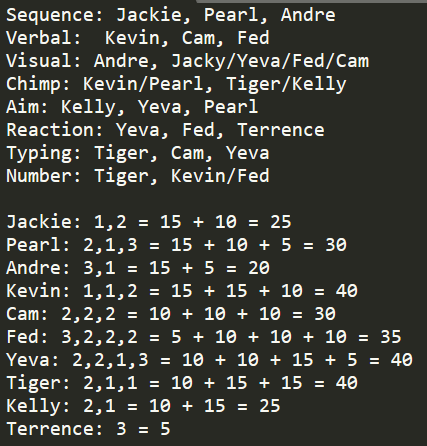 Sequence: Jackie, Pearl, Andre
Verbal:  Kevin, Cam, Fed
Visual: Andre, Jacky/Yeva/Fed/Cam
Chimp: Kevin/Pearl, Tiger/Kelly
Aim: Kelly, Yeva, Pearl
Reaction: Yeva, Fed, Terrence
Typing: Tiger, Cam, Yeva
Number: Tiger, Kevin/Fed

Jackie: 1,2 = 15 + 10 = 25
Pearl: 2,1,3 = 15 + 10 + 5 = 30
Andre: 3,1 = 15 + 5 = 20
Kevin: 1,1,2 = 15 + 15 + 10 = 40
Cam: 2,2,2 = 10 + 10 + 10 = 30
Fed: 3,2,2,2 = 5 + 10 + 10 + 10 = 35
Yeva: 2,2,1,3 = 10 + 10 + 15 + 5 = 40
Tiger: 2,1,1 = 10 + 15 + 15 = 40
Kelly: 2,1 = 10 + 15 = 25
Terrence: 3 = 5